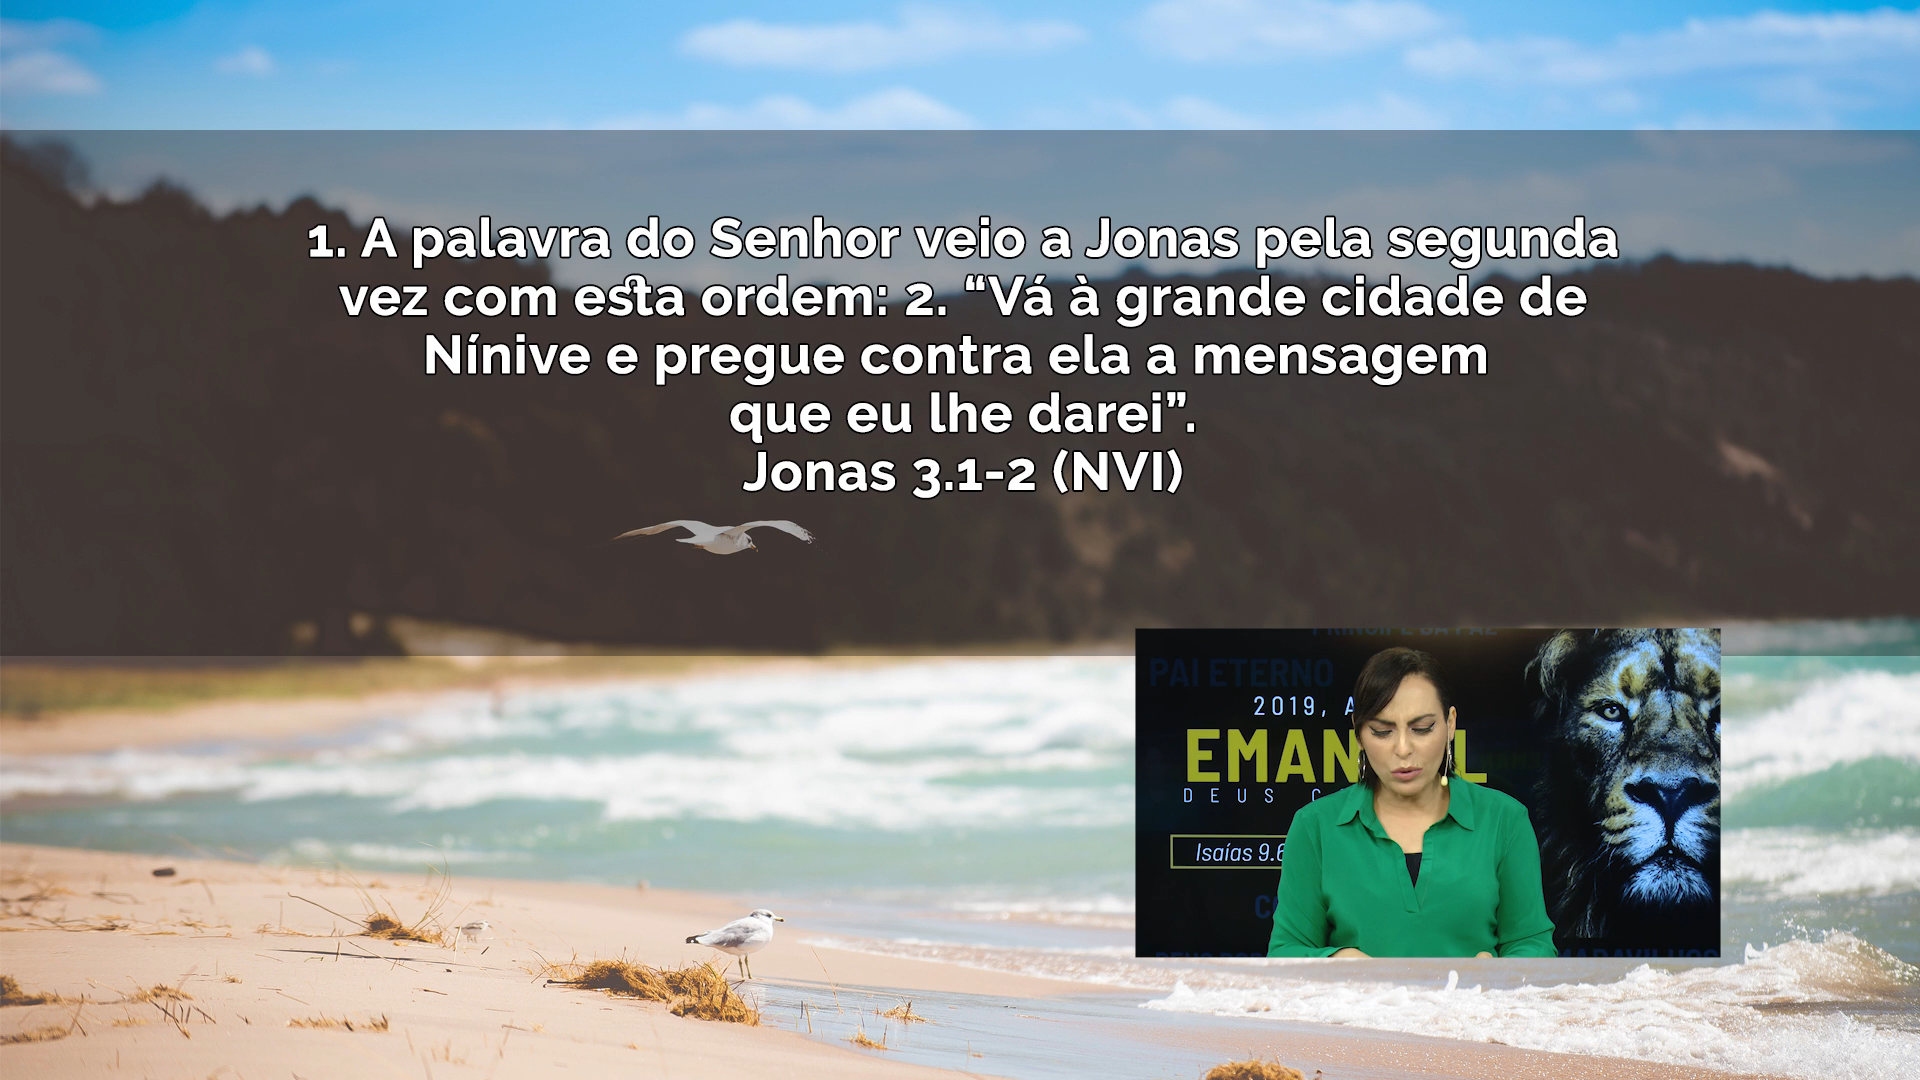 1. A palavra do Senhor veio a Jonas pela segunda
vez com esta ordem: 2. “Vá à grande cidade de
Nínive e pregue contra ela a mensagem
que eu lhe darei”.
Jonas 3.1-2 (NVI)
PAI ETERNO
2019, A
EMAN L
DEUS C
Isaías 9.6